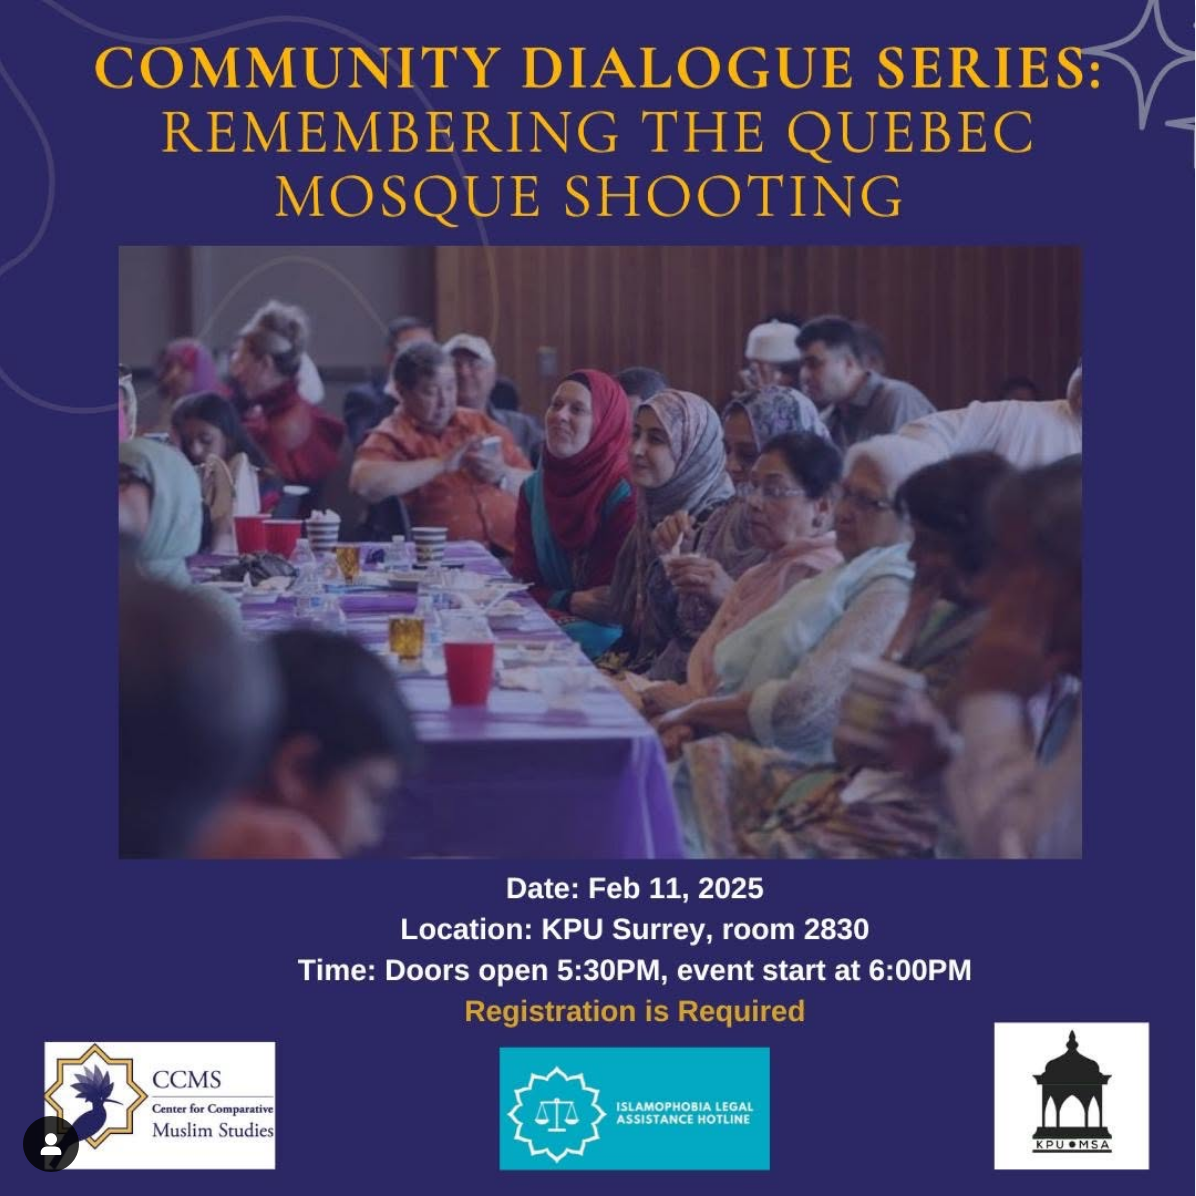 COMMUNITY DIALOGUE SERIES:
REMEMBERING THE QUEBEC
MOSQUE SHOOTING
Date: Feb 11, 2025
Location: KPU Surrey, room 2830
Time: Doors open 5:30PM, event start at 6:00PM
Registration is Required
CCMS
Center for Comparative
Muslim Studies
ISLAMOPHOBIA LEGAL
ASSISTANCE HOTLINE
KPU MSA